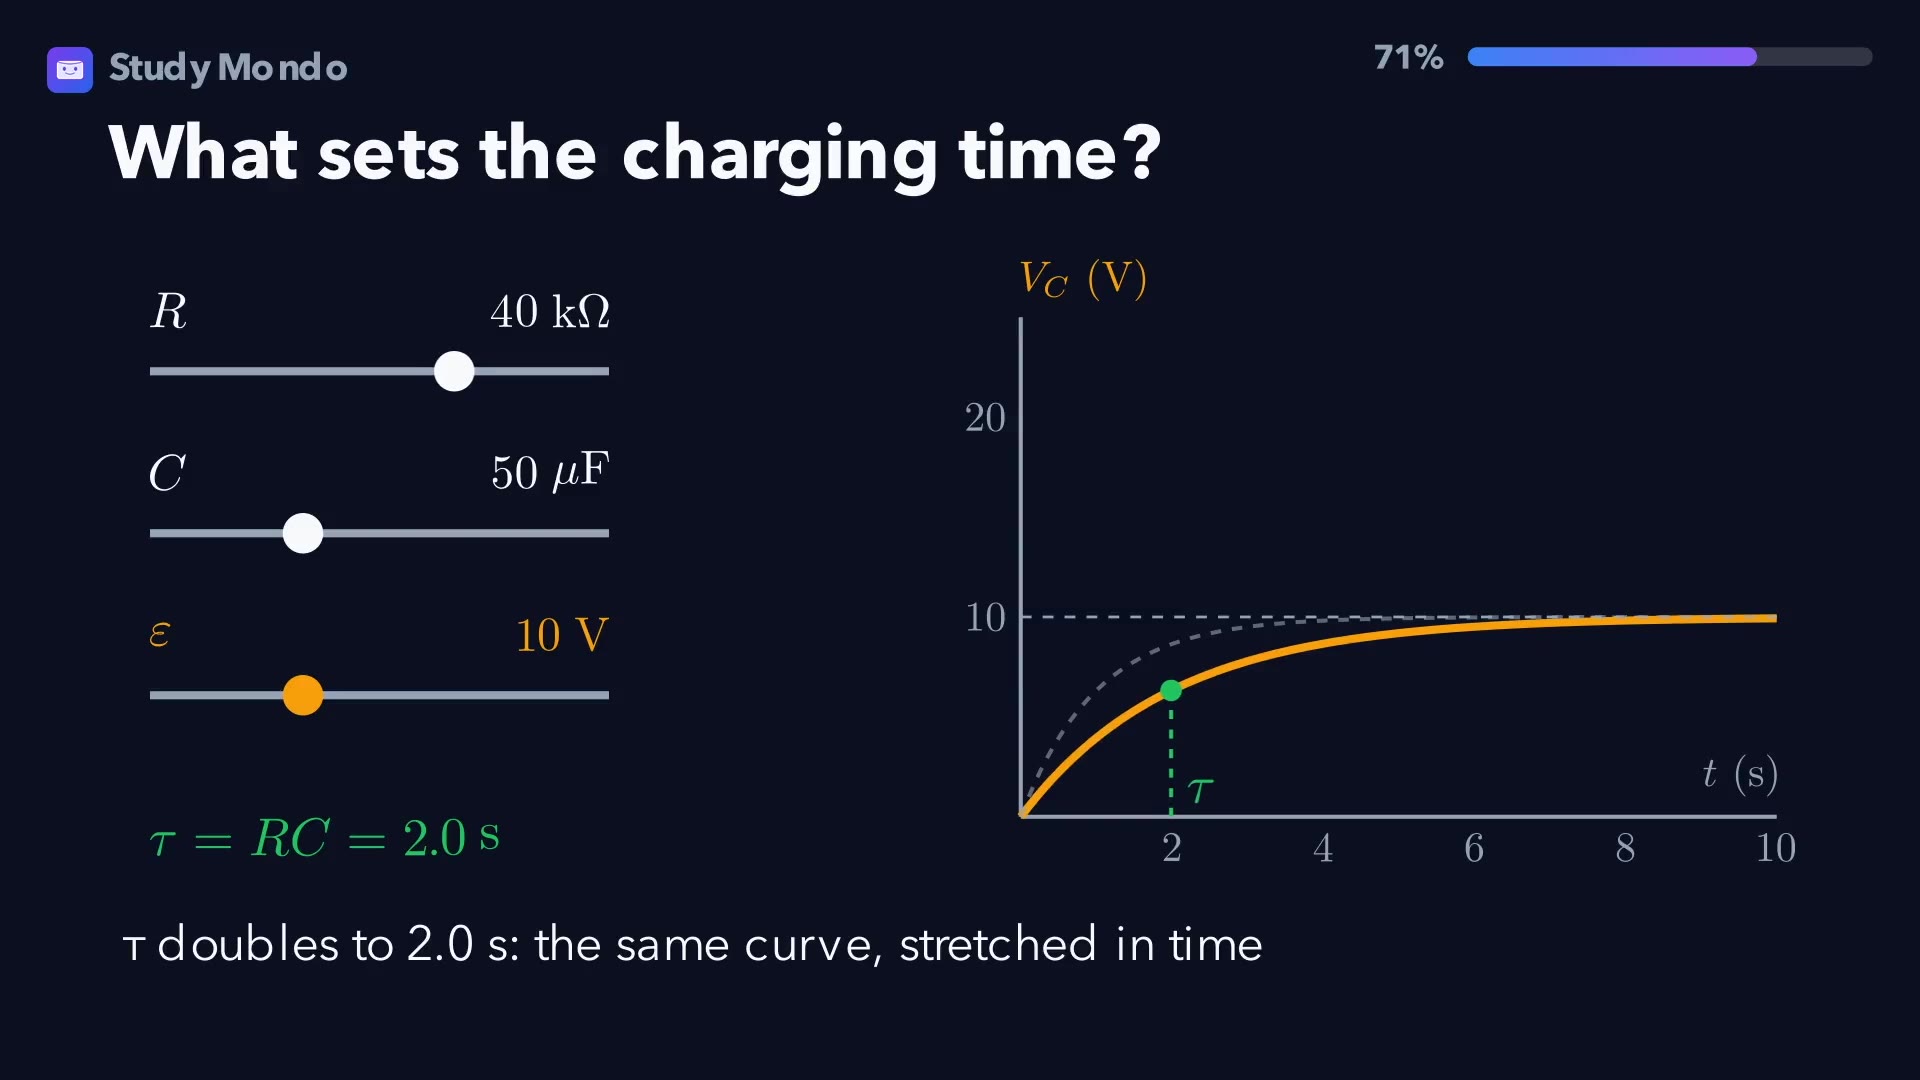 Study Mondo
71%
What sets the charging time?
R 40 kΩ
C 50 μF
ε 10 V
τ = RC = 2.0 s
V_C (V)
20
10
τ
t (s)
2 4 6 8 10
τ doubles to 2.0 s: the same curve, stretched in time